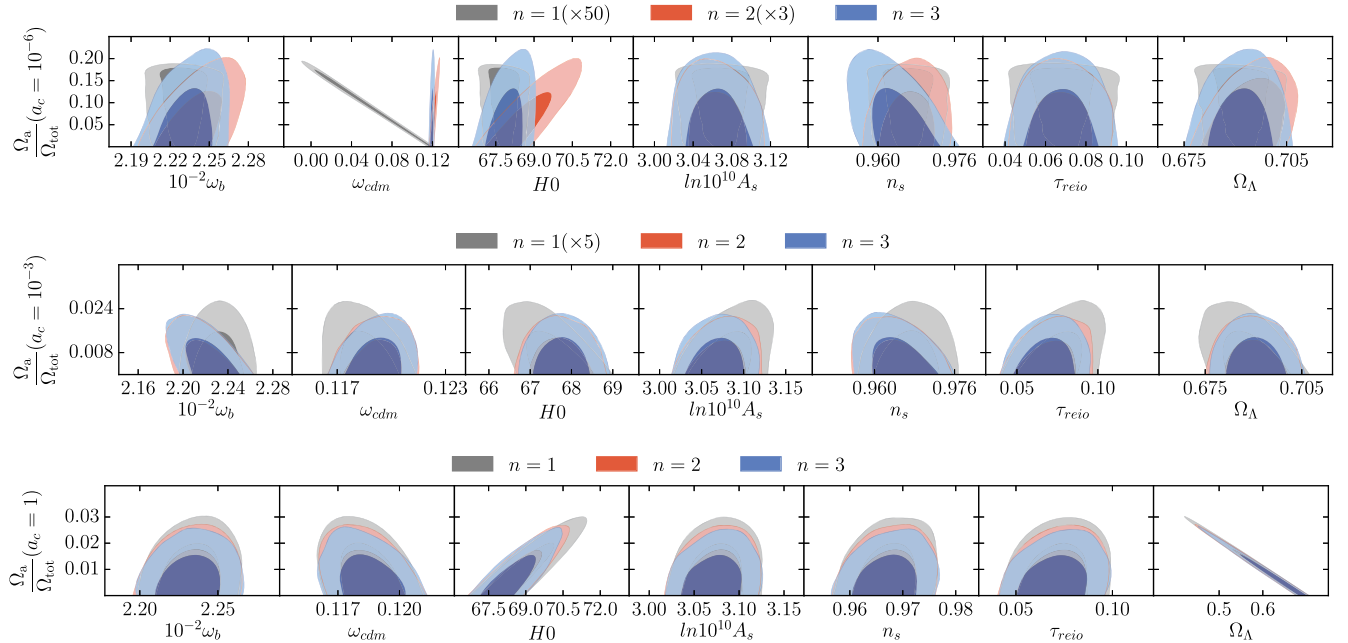 n = 1(×50) n = 2(×3) n = 3
Ωa/Ωtot (ac = 10−6)
0.20
0.15
0.10
0.05
2.19 2.22 2.25 2.28 0.00 0.04 0.08 0.12 67.5 69.0 70.5 72.0 3.00 3.04 3.08 3.12 0.960 0.976 0.04 0.06 0.08 0.10 0.675 0.705
10−2ωb ωcdm H0 ln1010As ns τreio ΩΛ
n = 1(×5) n = 2 n = 3
Ωa/Ωtot (ac = 10−3)
0.024
0.008
2.16 2.20 2.24 2.28 0.117 0.123 66 67 68 69 3.00 3.05 3.10 3.15 0.960 0.976 0.05 0.10 0.675 0.705
10−2ωb ωcdm H0 ln1010As ns τreio ΩΛ
n = 1 n = 2 n = 3
Ωa/Ωtot (ac = 1)
0.03
0.02
0.01
2.20 2.25 0.117 0.120 67.5 69.0 70.5 72.0 3.00 3.05 3.10 3.15 0.96 0.97 0.98 0.05 0.10 0.5 0.6
10−2ωb ωcdm H0 ln1010As ns τreio ΩΛ